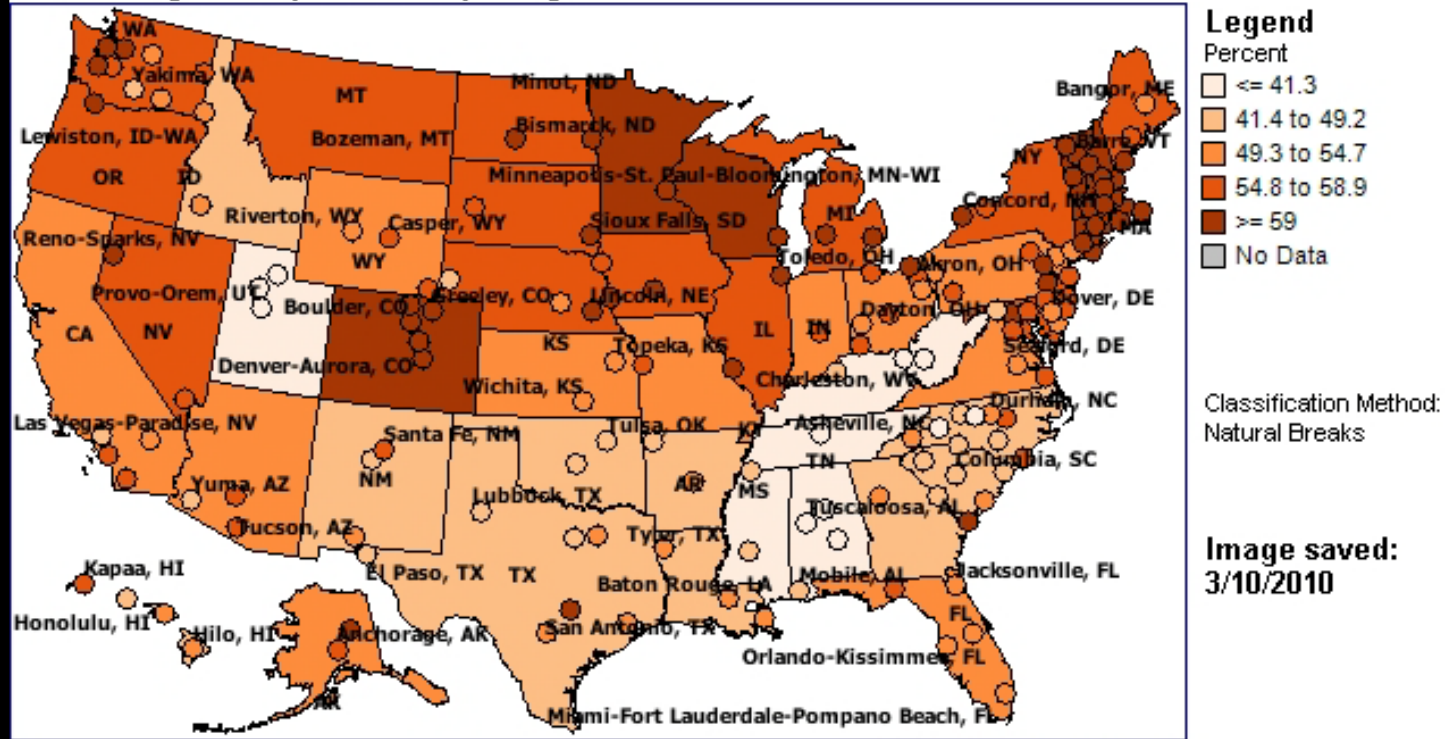 WA
Yakima, WA
Minot, ND
MT
Bangor, ME
Lewiston, ID-WA
Bozeman, MT
Bismarck, ND
Barre, VT
NY
OR
ID
Minneapolis-St. Paul-Bloomington, MN-WI
Concord, NH
Riverton, WY
Casper, WY
Sioux Falls, SD
MI
MA
Reno-Sparks, NV
WY
Toledo, OH
Akron, OH
Provo-Orem, UT
Boulder, CO
Greeley, CO
Lincoln, NE
Dayton, OH
Dover, DE
CA
NV
KS
Topeka, KS
IL
IN
Seaford, DE
Denver-Aurora, CO
Wichita, KS
Charleston, WV
Durham, NC
Las Vegas-Paradise, NV
Santa Fe, NM
Tulsa, OK
KY
Asheville, NC
TN
Columbia, SC
Yuma, AZ
NM
Lubbock, TX
AR
MS
Tuscaloosa, AL
Tucson, AZ
Tyler, TX
Kapaa, HI
El Paso, TX
TX
Baton Rouge, LA
Mobile, AL
Jacksonville, FL
Honolulu, HI
Hilo, HI
Anchorage, AK
San Antonio, TX
FL
Orlando-Kissimmee, FL
AK
Miami-Fort Lauderdale-Pompano Beach, FL
Legend
Percent
<= 41.3
41.4 to 49.2
49.3 to 54.7
54.8 to 58.9
>= 59
No Data
Classification Method:
Natural Breaks
Image saved:
3/10/2010